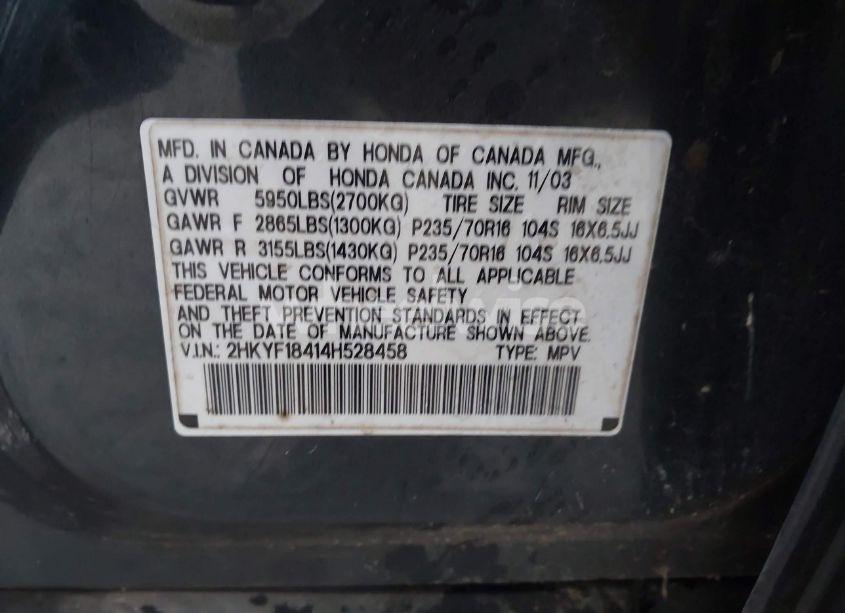 MFD. IN CANADA BY HONDA OF CANADA MFG.,
A DIVISION OF HONDA CANADA INC. 11/03
GVWR 5950LBS(2700KG) TIRE SIZE RIM SIZE
GAWR F 2865LBS(1300KG) P235/70R16 104S 16X6.5JJ
GAWR R 3155LBS(1430KG) P235/70R16 104S 16X6.5JJ
THIS VEHICLE CONFORMS TO ALL APPLICABLE
FEDERAL MOTOR VEHICLE SAFETY
AND THEFT PREVENTION STANDARDS IN EFFECT
ON THE DATE OF MANUFACTURE SHOWN ABOVE.
V.I.N.: 2HKYF18414H528458 TYPE: MPV